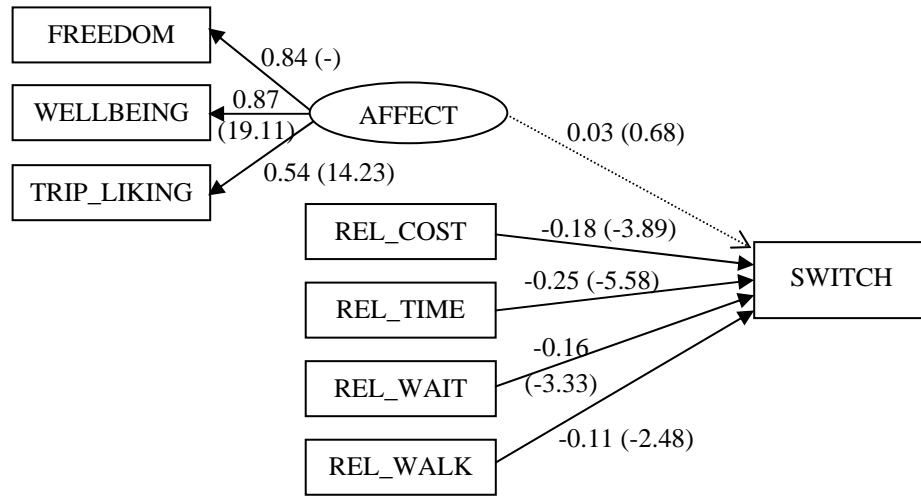 FREEDOM
0.84 (-)
WELLBEING
0.87
(19.11)
AFFECT
0.03 (0.68)
TRIP_LIKING
0.54 (14.23)
REL_COST
-0.18 (-3.89)
SWITCH
REL_TIME
-0.25 (-5.58)
REL_WAIT
-0.16
(-3.33)
REL_WALK
-0.11 (-2.48)